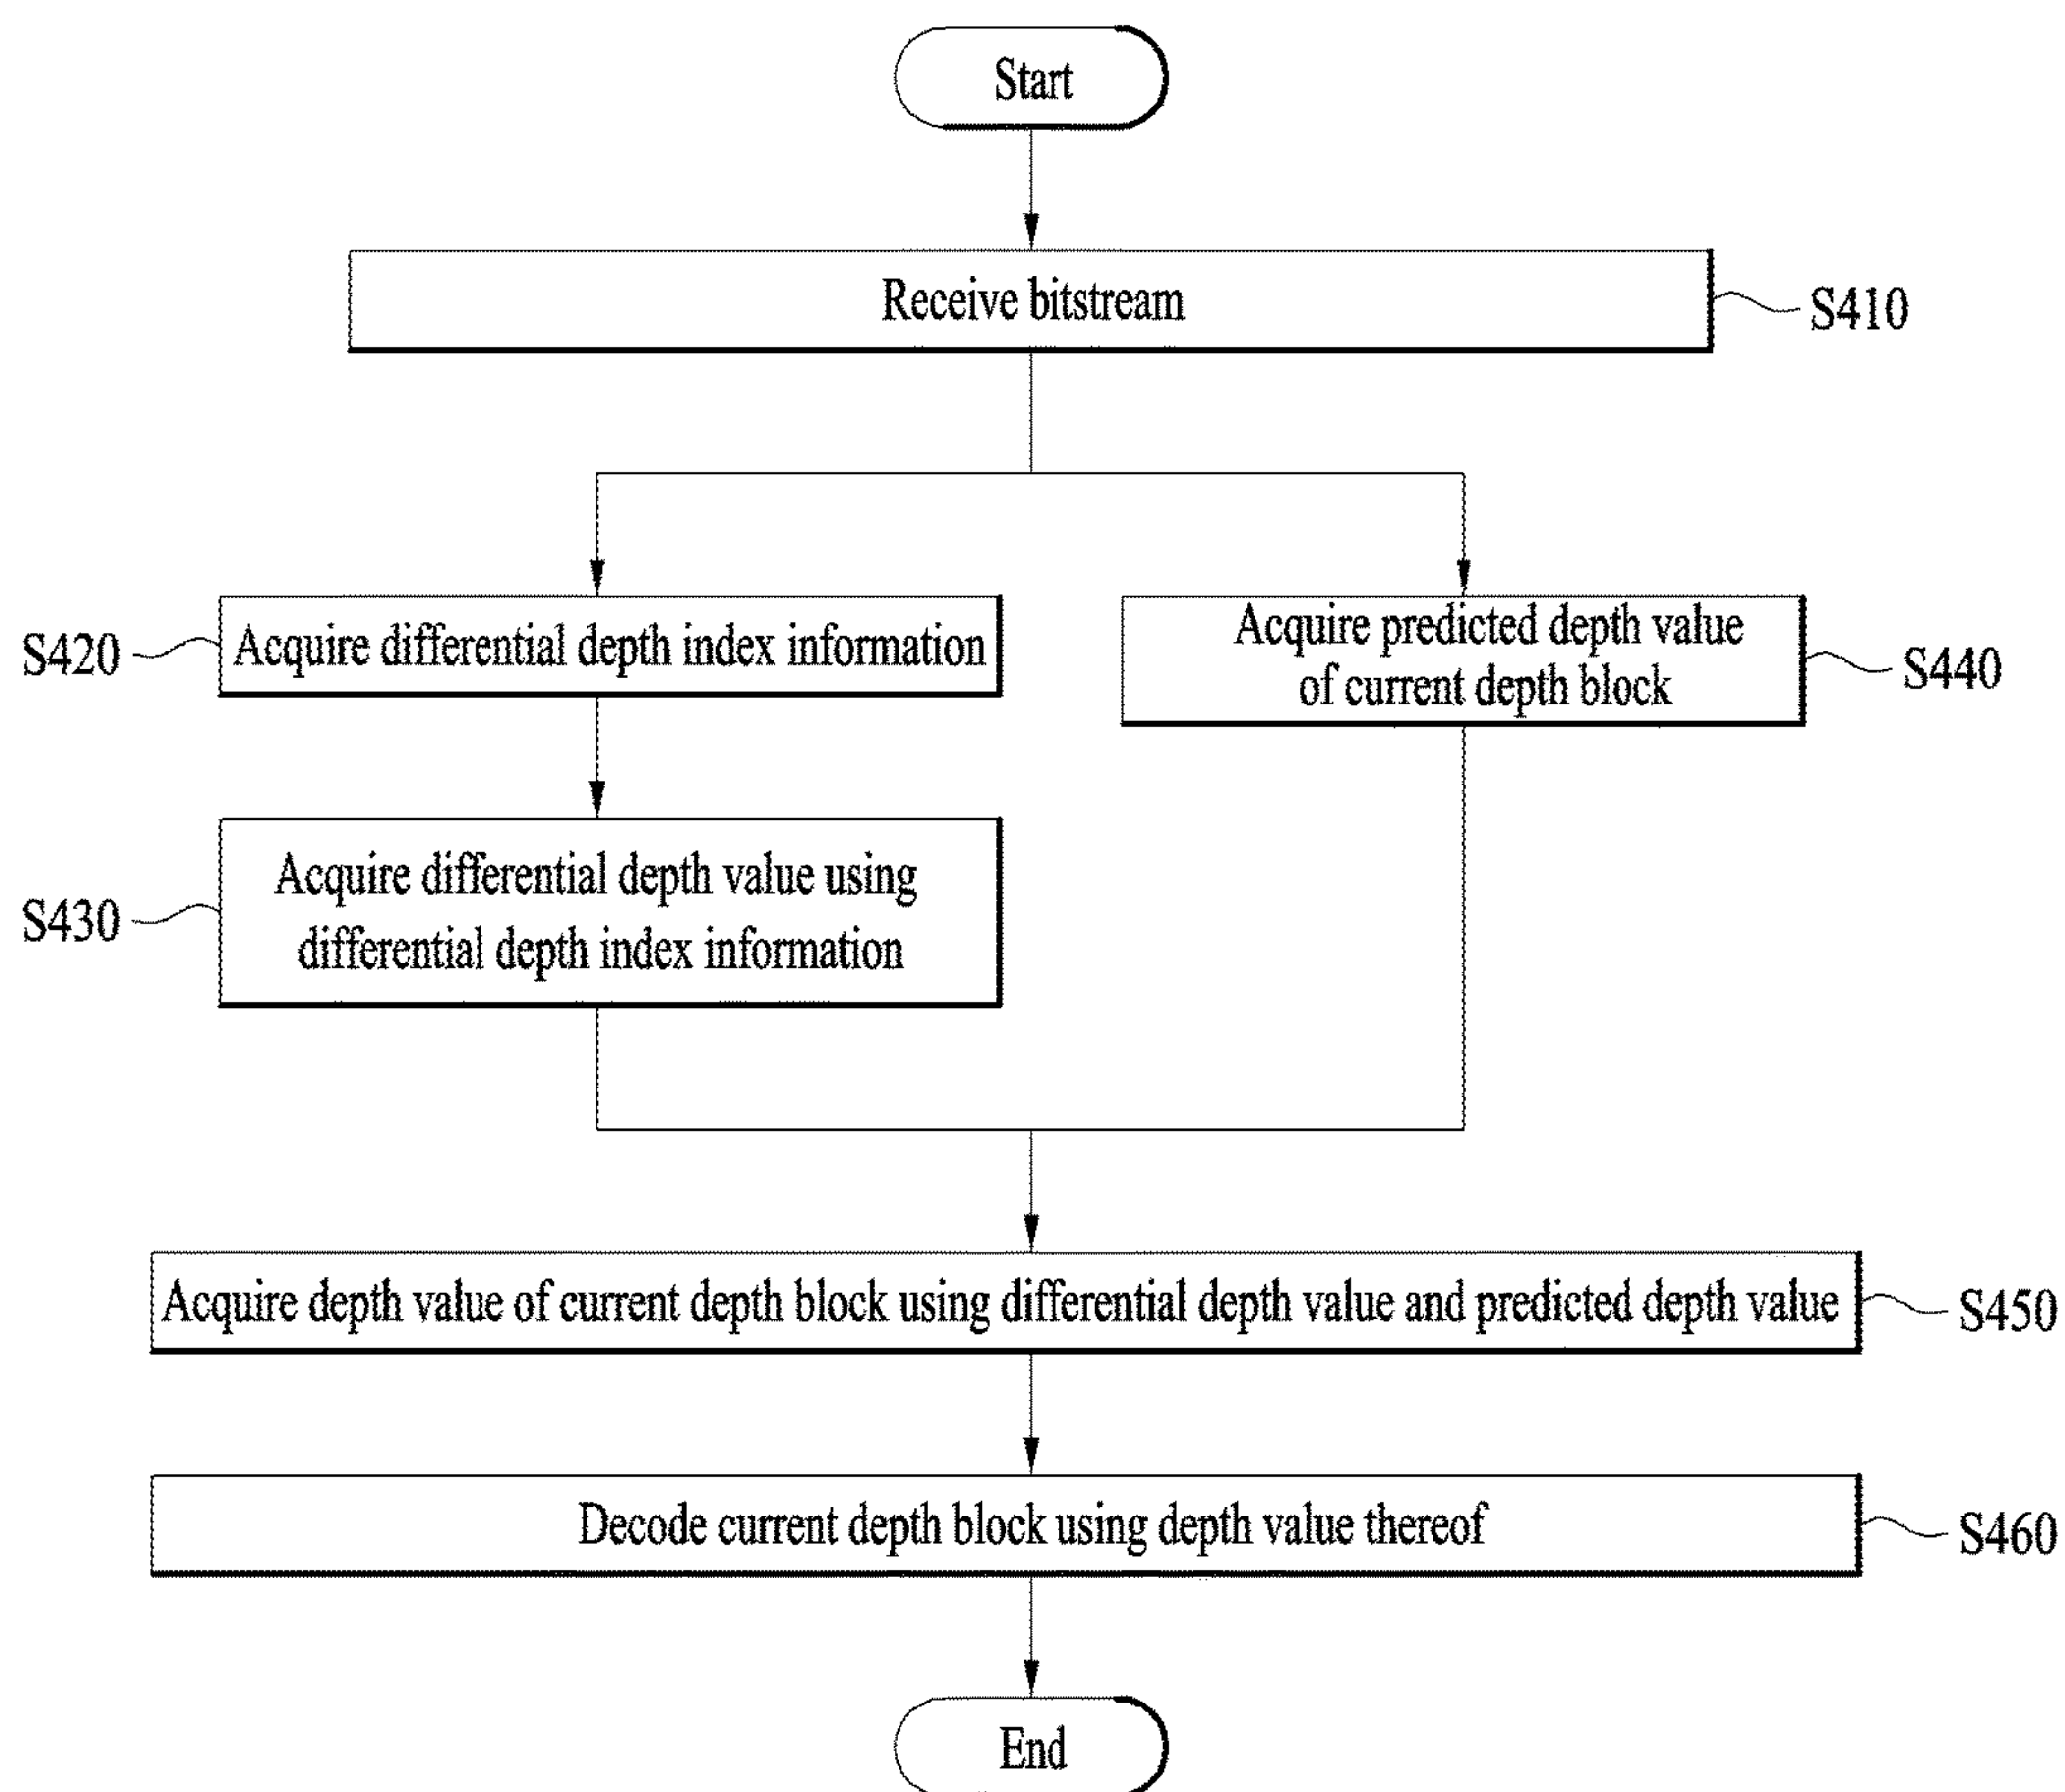 Start
Receive bitstream
S410
S420
Acquire differential depth index information
Acquire predicted depth value
of current depth block
S440
S430
Acquire differential depth value using
differential depth index information
Acquire depth value of current depth block using differential depth value and predicted depth value
S450
Decode current depth block using depth value thereof
S460
End